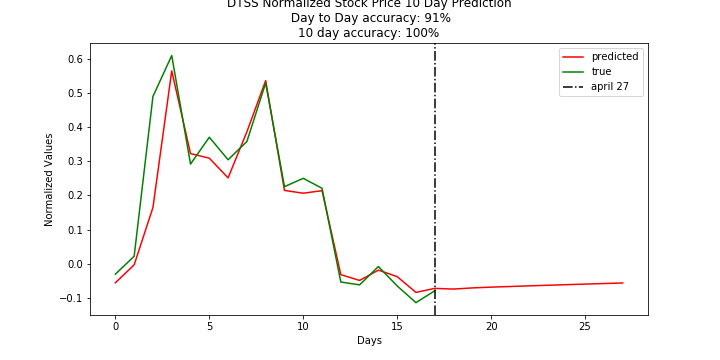 DTSS Normalized Stock Price 10 Day Prediction
Day to Day accuracy: 91%
10 day accuracy: 100%
predicted
true
april 27
Normalized Values
0.6
0.5
0.4
0.3
0.2
0.1
0.0
−0.1
0 5 10 15 20 25
Days